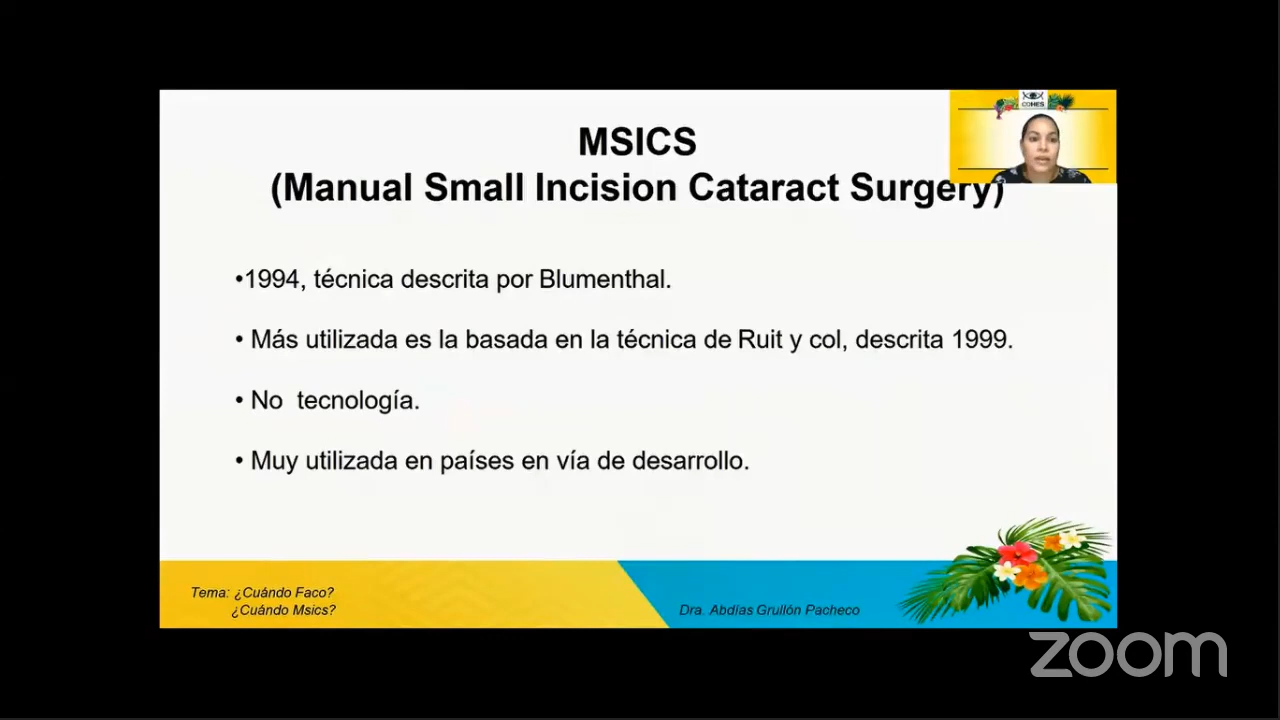 COHES
MSICS
(Manual Small Incision Cataract Surgery)
•1994, técnica descrita por Blumenthal.
• Más utilizada es la basada en la técnica de Ruit y col, descrita 1999.
• No tecnología.
• Muy utilizada en países en vía de desarrollo.
Tema: ¿Cuándo Faco?
¿Cuándo Msics?
Dra. Abdías Grullón Pacheco
zoom